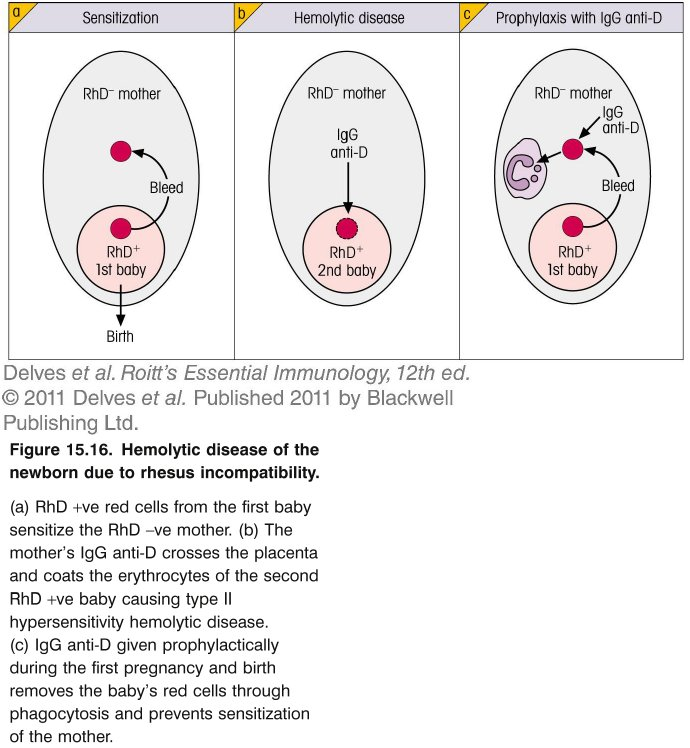 a Sensitization
RhD– mother
Bleed
RhD+
1st baby
Birth
b Hemolytic disease
RhD– mother
IgG
anti-D
RhD+
2nd baby
c Prophylaxis with IgG anti-D
RhD– mother
IgG
anti-D
Bleed
RhD+
1st baby
Delves et al. Roitt's Essential Immunology, 12th ed.
© 2011 Delves et al. Published 2011 by Blackwell
Publishing Ltd.
Figure 15.16. Hemolytic disease of the
newborn due to rhesus incompatibility.
(a) RhD +ve red cells from the first baby
sensitize the RhD –ve mother. (b) The
mother's IgG anti-D crosses the placenta
and coats the erythrocytes of the second
RhD +ve baby causing type II
hypersensitivity hemolytic disease.
(c) IgG anti-D given prophylactically
during the first pregnancy and birth
removes the baby's red cells through
phagocytosis and prevents sensitization
of the mother.